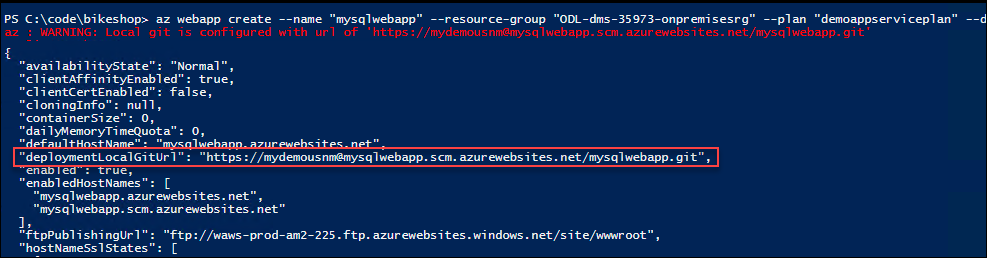 PS C:\code\bikeshop> az webapp create --name "mysqlwebapp" --resource-group "ODL-dms-35973-onpremisesrg" --plan "demoappserviceplan" --d
az : WARNING: Local git is configured with url of 'https://mydemousnm@mysqlwebapp.scm.azurewebsites.net/mysqlwebapp.git'
{
"availabilityState": "Normal",
"clientAffinityEnabled": true,
"clientCertEnabled": false,
"cloningInfo": null,
"containerSize": 0,
"dailyMemoryTimeQuota": 0,
"defaultHostName": "mysqlwebapp.azurewebsites.net",
"deploymentLocalGitUrl": "https://mydemousnm@mysqlwebapp.scm.azurewebsites.net/mysqlwebapp.git",
"enabled": true,
"enabledHostNames": [
"mysqlwebapp.azurewebsites.net",
"mysqlwebapp.scm.azurewebsites.net"
],
"ftpPublishingUrl": "ftp://waws-prod-am2-225.ftp.azurewebsites.windows.net/site/wwwroot",
"hostNameSslStates": [